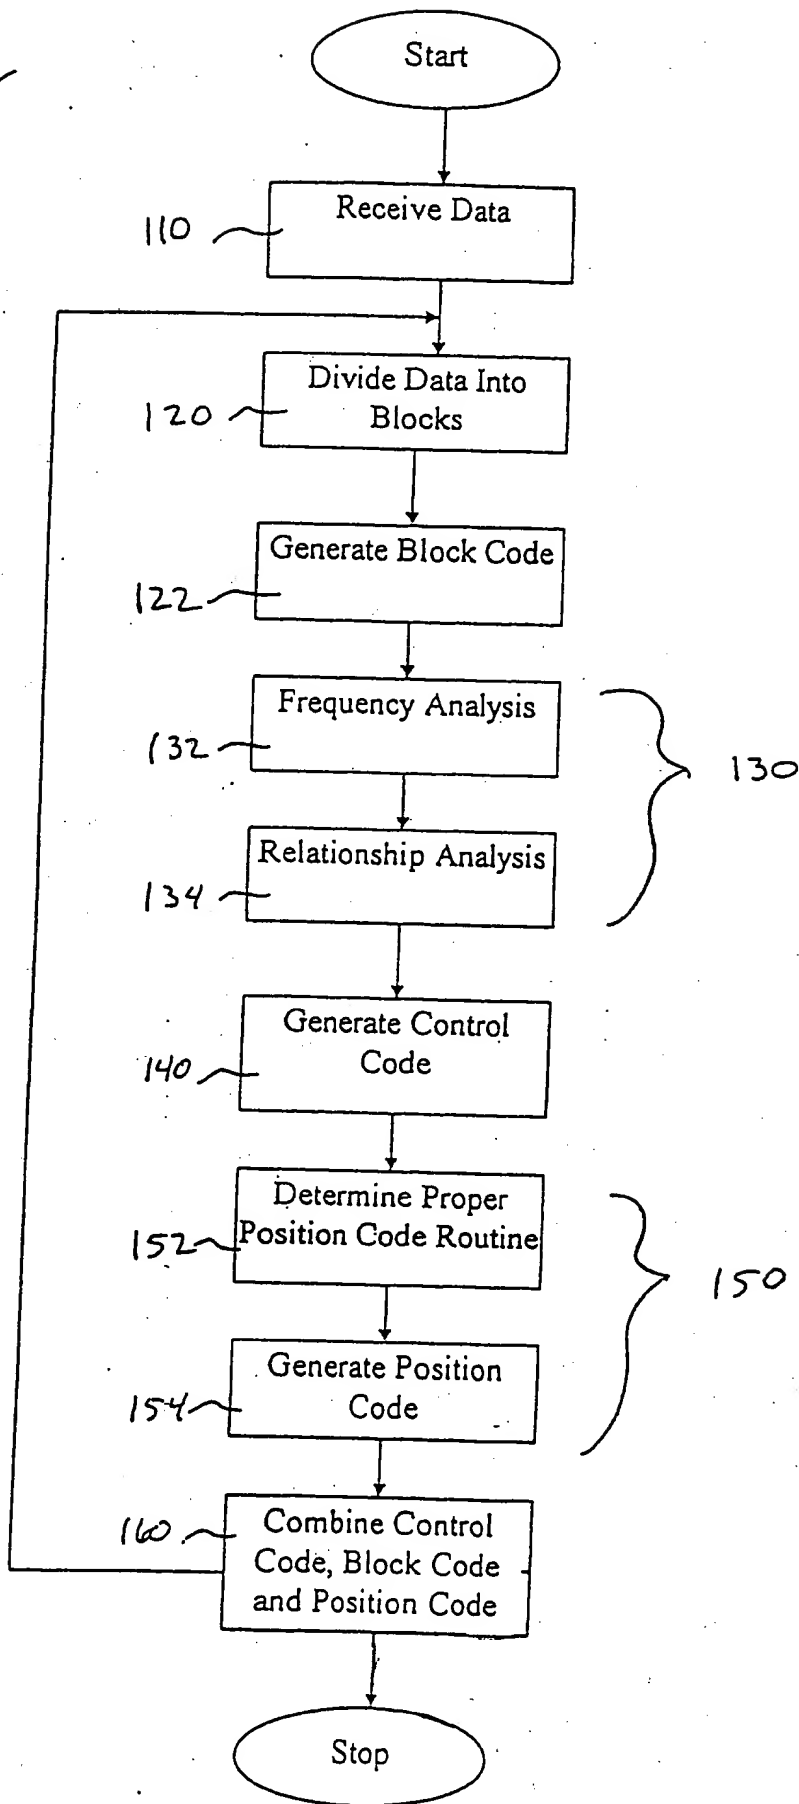 Start
Receive Data
110
Divide Data Into
Blocks
120
Generate Block Code
122
Frequency Analysis
132
130
Relationship Analysis
134
Generate Control
Code
140
Determine Proper
Position Code Routine
152
150
Generate Position
Code
154
Combine Control
Code, Block Code
and Position Code
160
Stop